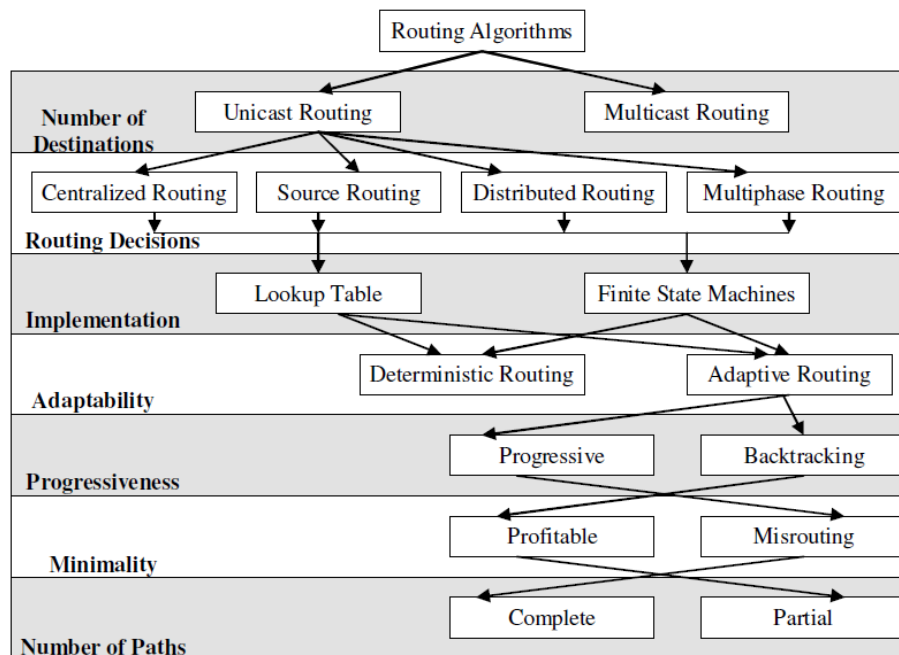 Routing Algorithms
Unicast Routing
Multicast Routing
Number of
Destinations
Centralized Routing
Source Routing
Distributed Routing
Multiphase Routing
Routing Decisions
Lookup Table
Finite State Machines
Implementation
Deterministic Routing
Adaptive Routing
Adaptability
Progressive
Backtracking
Progressiveness
Profitable
Misrouting
Minimality
Complete
Partial
Number of Paths